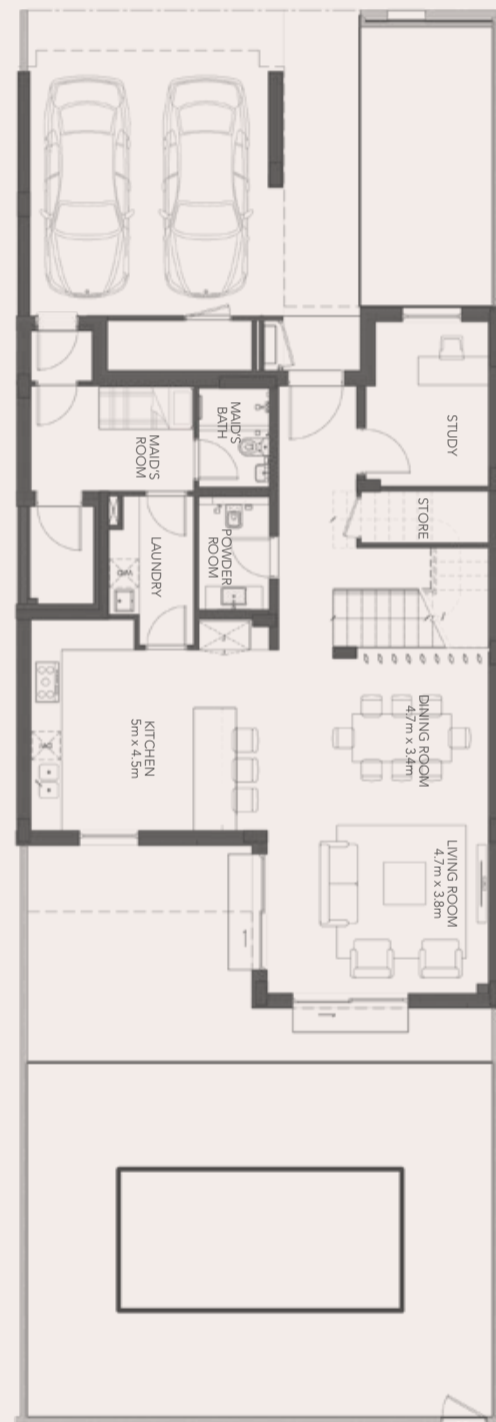 STUDY
MAID'S
BATH
MAID'S
ROOM
STORE
POWDER
ROOM
LAUNDRY
DINING ROOM
4.7m x 3.4m
KITCHEN
5m x 4.5m
LIVING ROOM
4.7m x 3.8m